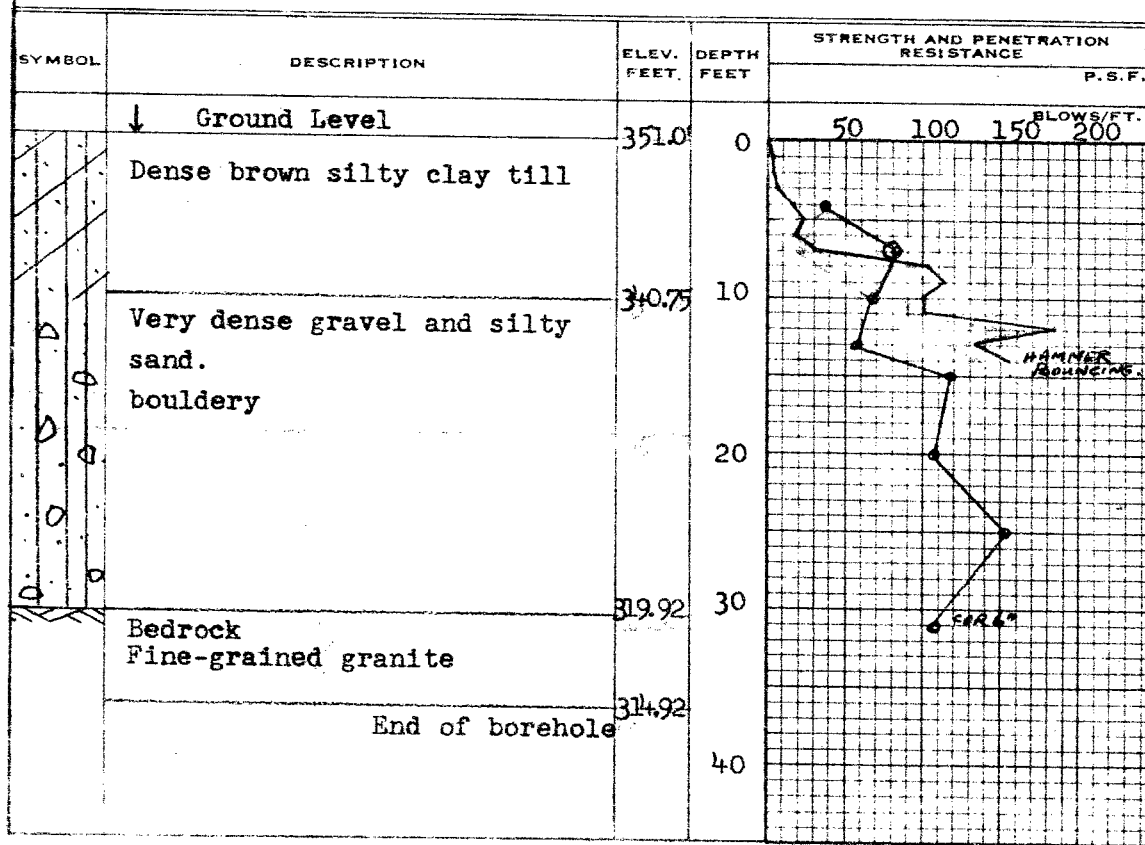 SYMBOL
DESCRIPTION
ELEV. FEET.
DEPTH FEET
STRENGTH AND PENETRATION RESISTANCE
P.S.F.
BLOWS/FT.
50 100 150 200
↓ Ground Level
351.0
0
Dense brown silty clay till
340.75
10
Very dense gravel and silty
sand.
bouldery
HAMMER
BOUNCING.
20
319.92
30
Bedrock
Fine-grained granite
FOR 6"
314.92
End of borehole
40